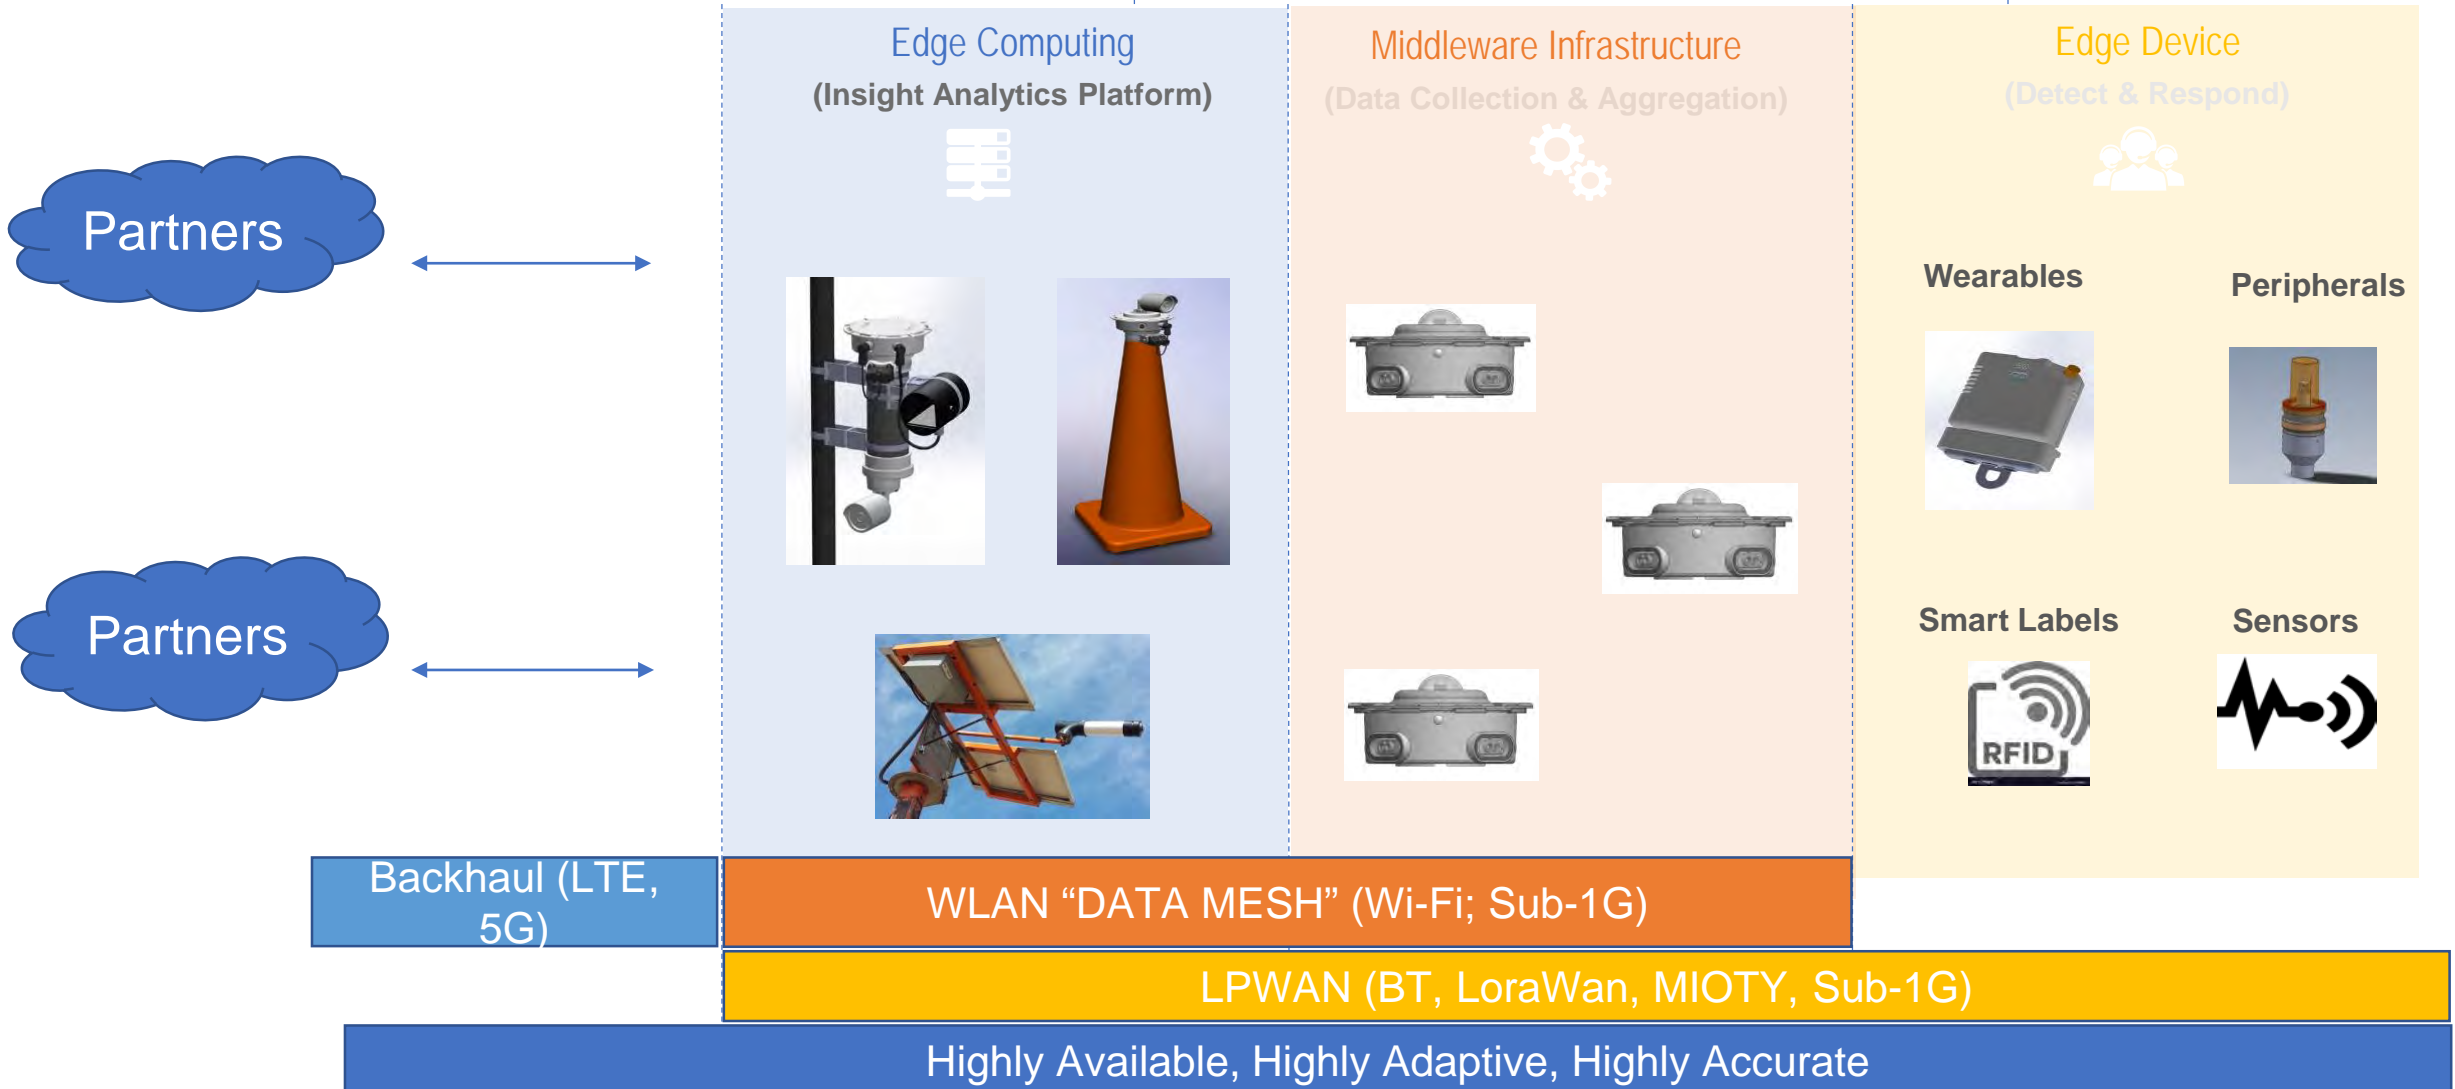 Edge Computing
(Insight Analytics Platform)
Middleware Infrastructure
(Data Collection & Aggregation)
Edge Device
(Detect & Respond)
Partners
Wearables
Peripherals
Partners
Smart Labels
Sensors
RFID
Backhaul (LTE,
5G)
WLAN “DATA MESH” (Wi-Fi; Sub-1G)
LPWAN (BT, LoraWan, MIOTY, Sub-1G)
Highly Available, Highly Adaptive, Highly Accurate